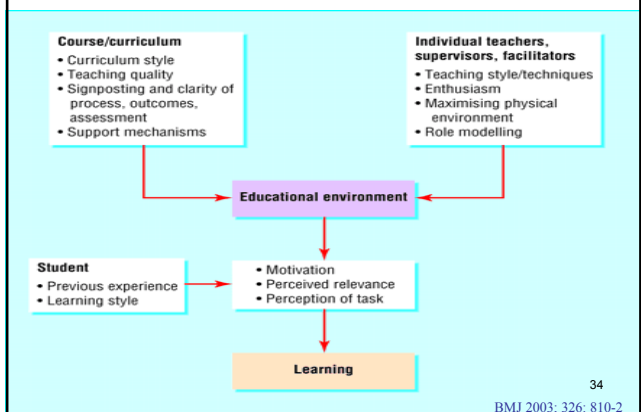 Course/curriculum
• Curriculum style
• Teaching quality
• Signposting and clarity of
process, outcomes,
assessment
• Support mechanisms
Individual teachers,
supervisors, facilitators
• Teaching style/techniques
• Enthusiasm
• Maximising physical
environment
• Role modelling
Educational environment
Student
• Previous experience
• Learning style
• Motivation
• Perceived relevance
• Perception of task
Learning
34
BMJ 2003; 326: 810-2